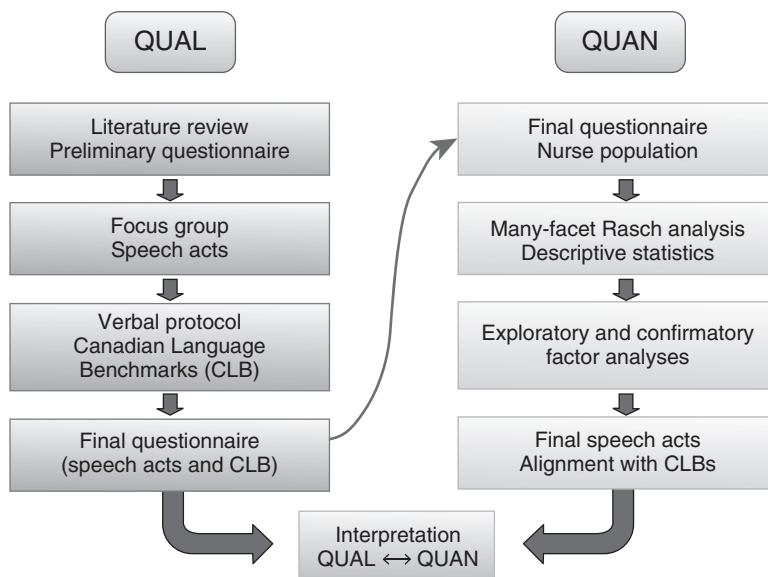 QUAL
Literature review
Preliminary questionnaire
Focus group
Speech acts
Verbal protocol
Canadian Language
Benchmarks (CLB)
Final questionnaire
(speech acts and CLB)
QUAN
Final questionnaire
Nurse population
Many-facet Rasch analysis
Descriptive statistics
Exploratory and confirmatory
factor analyses
Final speech acts
Alignment with CLBs
Interpretation
QUAL ↔ QUAN